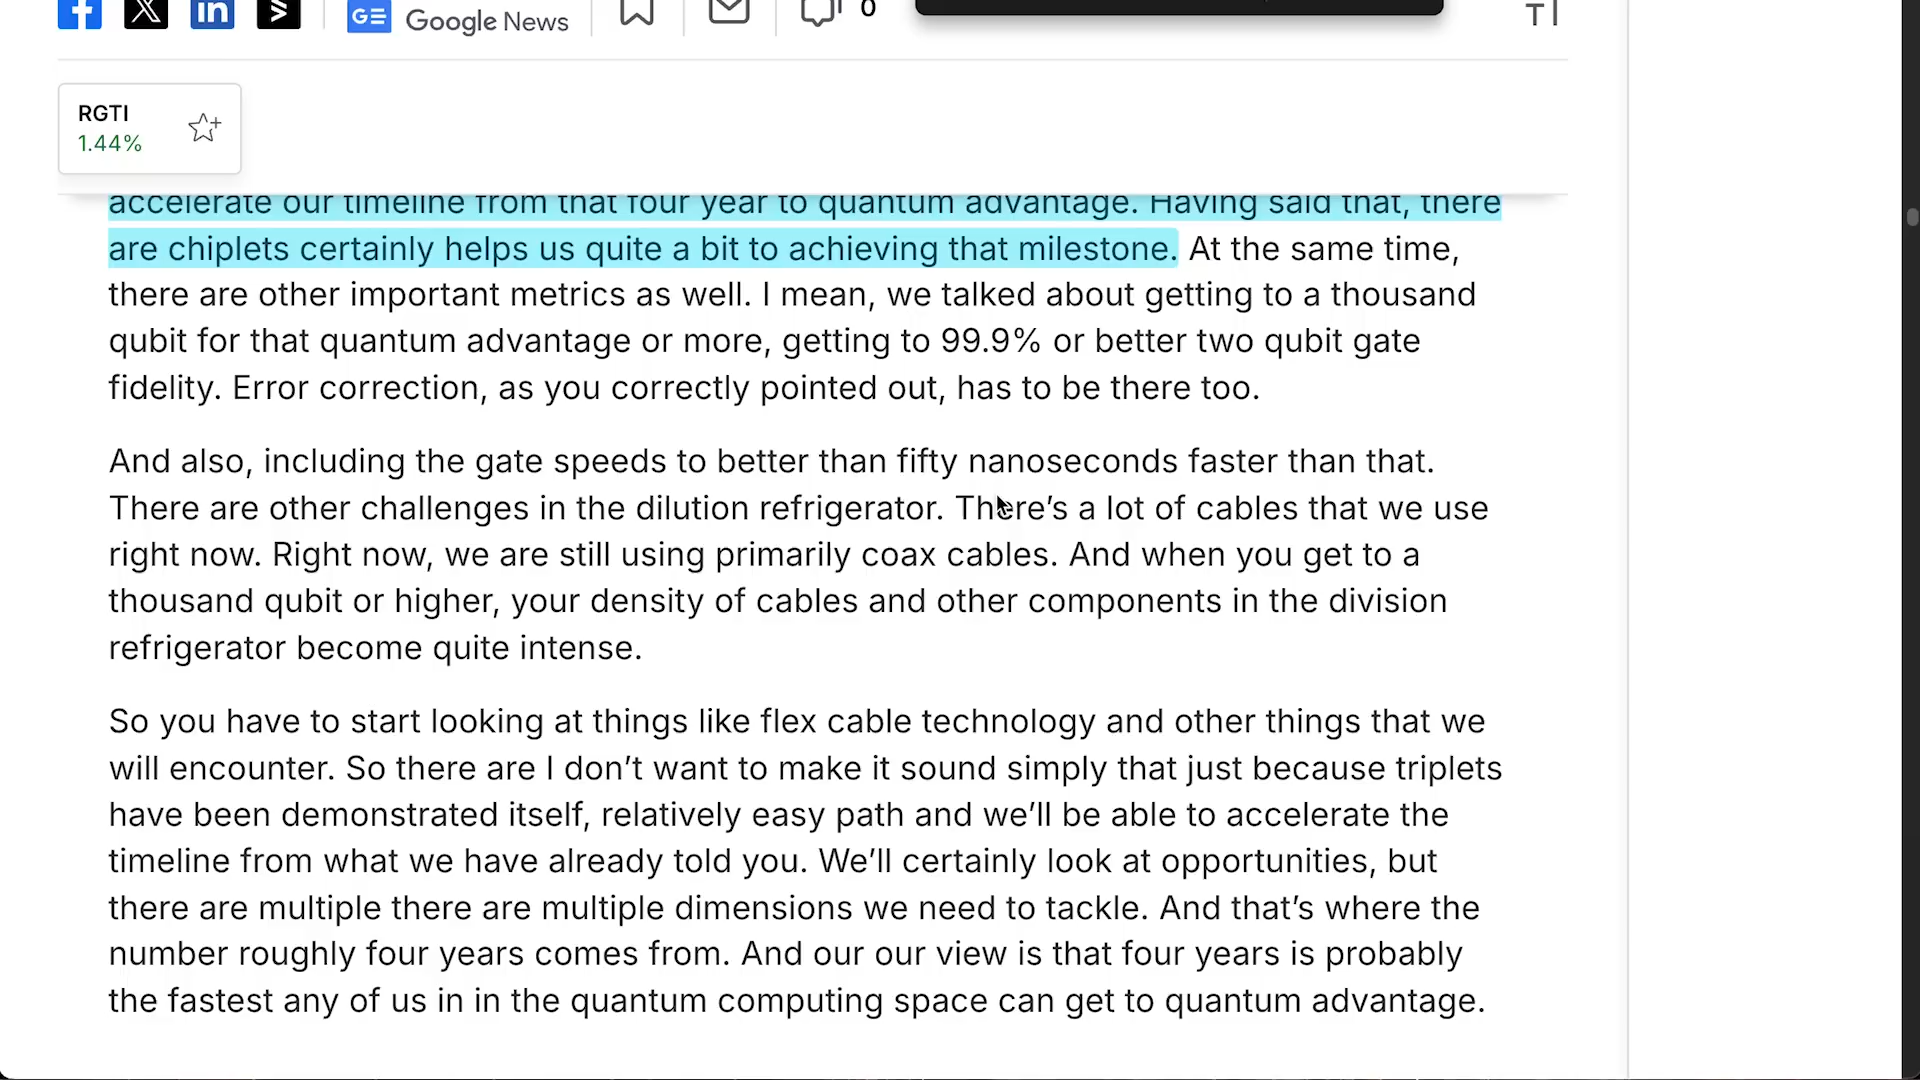 in
GE Google News
0
RGTI
1.44%
accelerate our timeline from that four year to quantum advantage. Having said that, there
are chiplets certainly helps us quite a bit to achieving that milestone. At the same time,
there are other important metrics as well. I mean, we talked about getting to a thousand
qubit for that quantum advantage or more, getting to 99.9% or better two qubit gate
fidelity. Error correction, as you correctly pointed out, has to be there too.
And also, including the gate speeds to better than fifty nanoseconds faster than that.
There are other challenges in the dilution refrigerator. There’s a lot of cables that we use
right now. Right now, we are still using primarily coax cables. And when you get to a
thousand qubit or higher, your density of cables and other components in the division
refrigerator become quite intense.
So you have to start looking at things like flex cable technology and other things that we
will encounter. So there are I don’t want to make it sound simply that just because triplets
have been demonstrated itself, relatively easy path and we’ll be able to accelerate the
timeline from what we have already told you. We’ll certainly look at opportunities, but
there are multiple there are multiple dimensions we need to tackle. And that’s where the
number roughly four years comes from. And our our view is that four years is probably
the fastest any of us in in the quantum computing space can get to quantum advantage.